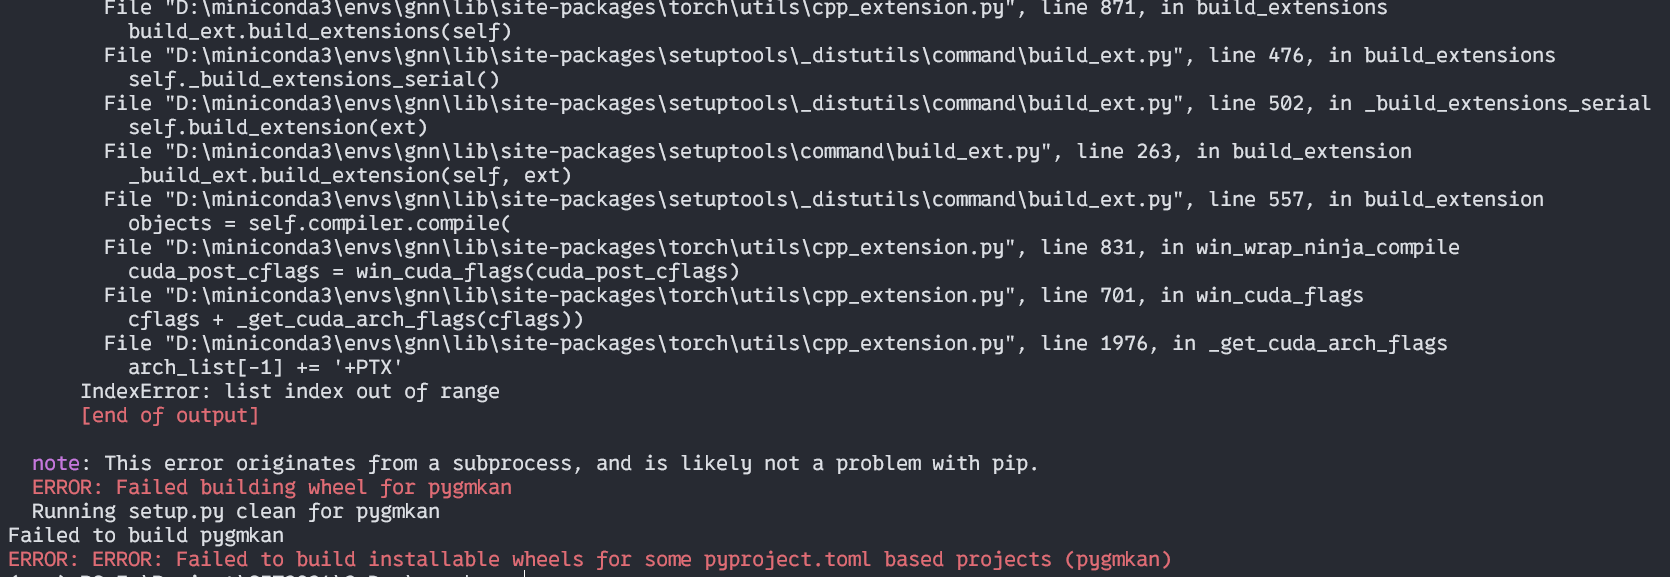 File "D:\miniconda3\envs\gnn\lib\site-packages\torch\utils\cpp_extension.py", line 871, in build_extensions
build_ext.build_extensions(self)
File "D:\miniconda3\envs\gnn\lib\site-packages\setuptools\_distutils\command\build_ext.py", line 476, in build_extensions
self._build_extensions_serial()
File "D:\miniconda3\envs\gnn\lib\site-packages\setuptools\_distutils\command\build_ext.py", line 502, in _build_extensions_serial
self.build_extension(ext)
File "D:\miniconda3\envs\gnn\lib\site-packages\setuptools\command\build_ext.py", line 263, in build_extension
_build_ext.build_extension(self, ext)
File "D:\miniconda3\envs\gnn\lib\site-packages\setuptools\_distutils\command\build_ext.py", line 557, in build_extension
objects = self.compiler.compile(
File "D:\miniconda3\envs\gnn\lib\site-packages\torch\utils\cpp_extension.py", line 831, in win_wrap_ninja_compile
cuda_post_cflags = win_cuda_flags(cuda_post_cflags)
File "D:\miniconda3\envs\gnn\lib\site-packages\torch\utils\cpp_extension.py", line 701, in win_cuda_flags
cflags + _get_cuda_arch_flags(cflags))
File "D:\miniconda3\envs\gnn\lib\site-packages\torch\utils\cpp_extension.py", line 1976, in _get_cuda_arch_flags
arch_list[-1] += '+PTX'
IndexError: list index out of range
[end of output]
note: This error originates from a subprocess, and is likely not a problem with pip.
ERROR: Failed building wheel for pygmkan
Running setup.py clean for pygmkan
Failed to build pygmkan
ERROR: ERROR: Failed to build installable wheels for some pyproject.toml based projects (pygmkan)